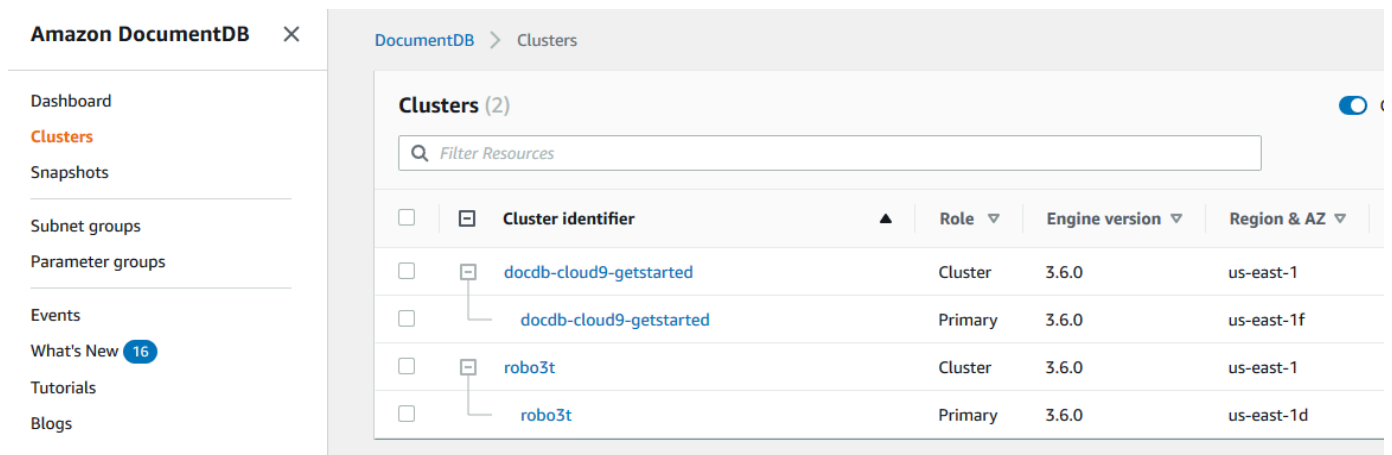 Amazon DocumentDB
Dashboard
Clusters
Snapshots
Subnet groups
Parameter groups
Events
What's New 16
Tutorials
Blogs
DocumentDB > Clusters
Clusters (2)
Filter Resources
Cluster identifier Role Engine version Region & AZ
docdb-cloud9-getstarted Cluster 3.6.0 us-east-1
docdb-cloud9-getstarted Primary 3.6.0 us-east-1f
robo3t Cluster 3.6.0 us-east-1
robo3t Primary 3.6.0 us-east-1d